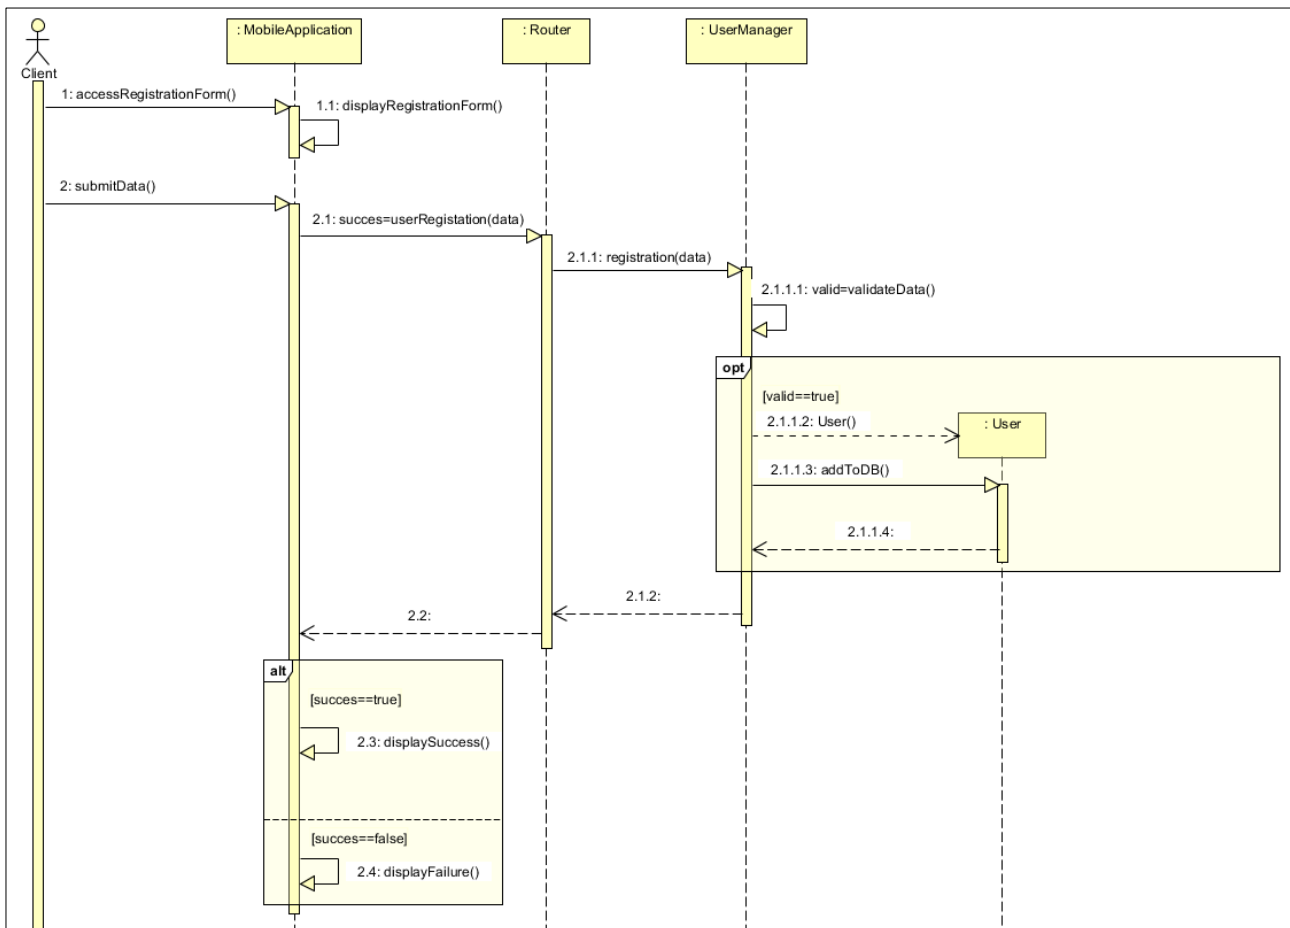 : MobileApplication
: Router
: UserManager
Client
1: accessRegistrationForm()
1.1: displayRegistrationForm()
2: submitData()
2.1: succes=userRegistation(data)
2.1.1: registration(data)
2.1.1.1: valid=validateData()
opt
[valid==true]
2.1.1.2: User()
: User
2.1.1.3: addToDB()
2.1.1.4:
2.1.2:
2.2:
alt
[succes==true]
2.3: displaySuccess()
[succes==false]
2.4: displayFailure()